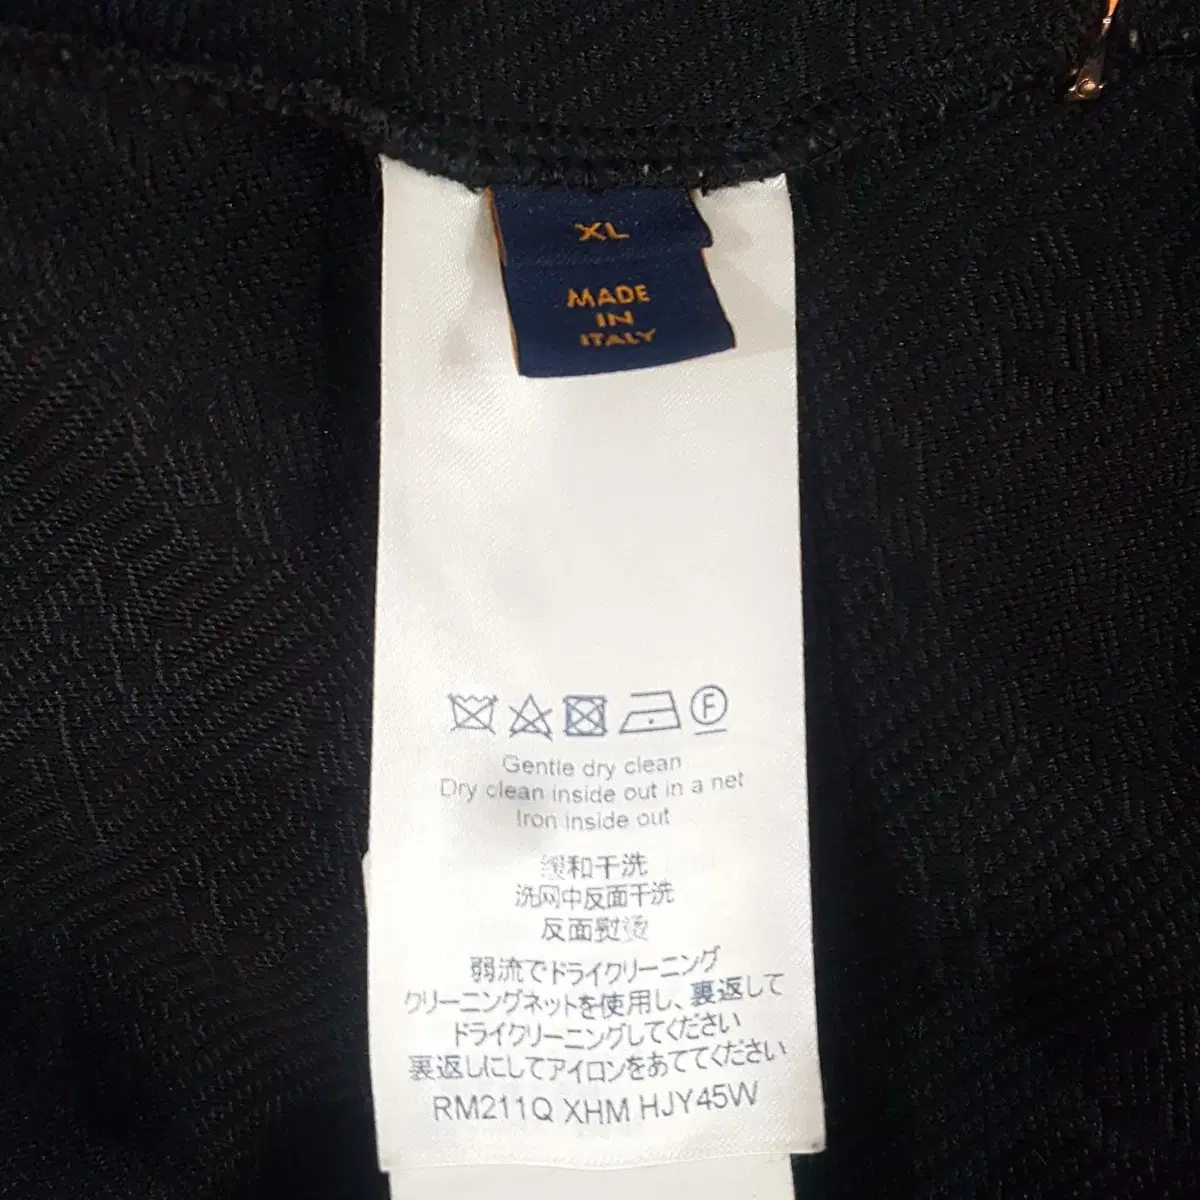 XL
MADE
IN
ITALY
F
Gentle dry clean
Dry clean inside out in a net
Iron inside out
缓和干洗
洗网中反面干洗
反面熨烫
弱流でドライクリーニング
クリーニングネットを使用し、裏返して
ドライクリーニングしてください
裏返しにしてアイロンをあててください
RM211Q XHM HJY45W